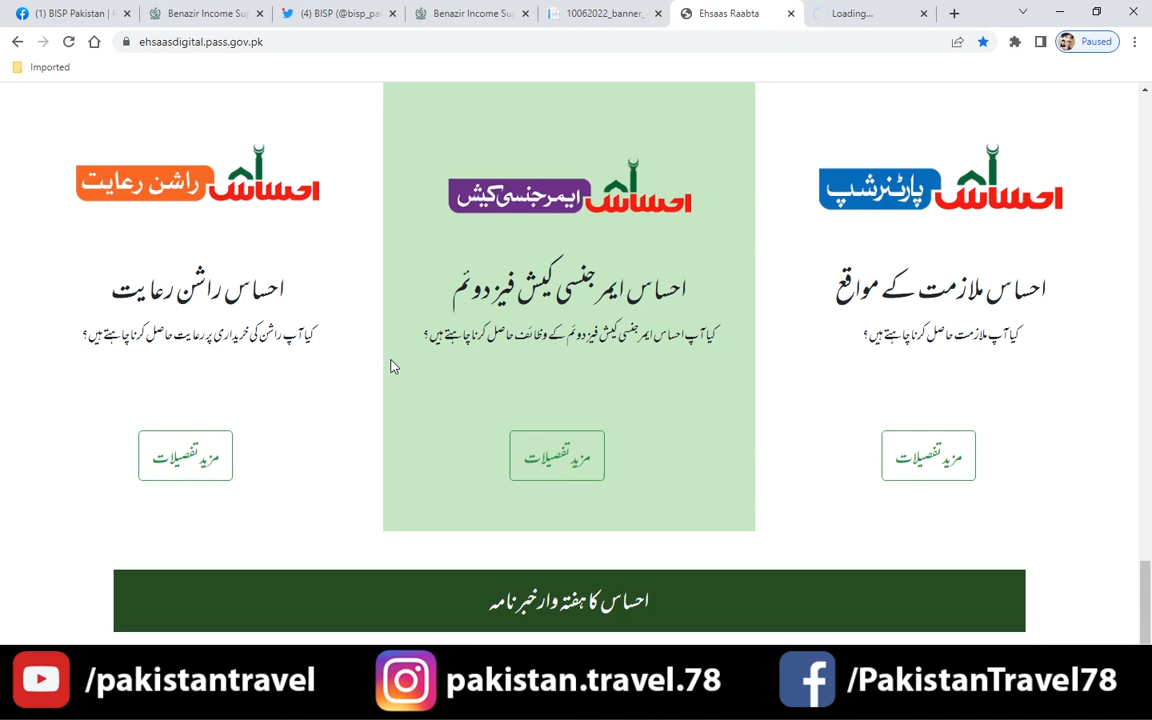 (1) BISP Pakistan |
Benazir Income Su
(4) BISP (@bisp_pa
Benazir Income Su
10062022_banner_
Ehsaas Raabta
Loading...
ehsaasdigital.pass.gov.pk
Paused
Imported
احساس راشن رعایت
احساس ایمرجنسی کیش
احساس پارٹنرشپ
احساس راشن رعایت
احساس ایمرجنسی کیش فیز دوئم
احساس ملازمت کے مواقع
کیا آپ راشن کی خریداری پر رعایت حاصل کرنا چاہتے ہیں؟
کیا آپ احساس ایمرجنسی کیش فیز دوئم کے وظائف حاصل کرنا چاہتے ہیں؟
کیا آپ ملازمت حاصل کرنا چاہتے ہیں؟
مزید تفصیلات
مزید تفصیلات
مزید تفصیلات
احساس کا ہفتہ وار خبر نامہ
/pakistantravel
pakistan.travel.78
/PakistanTravel78